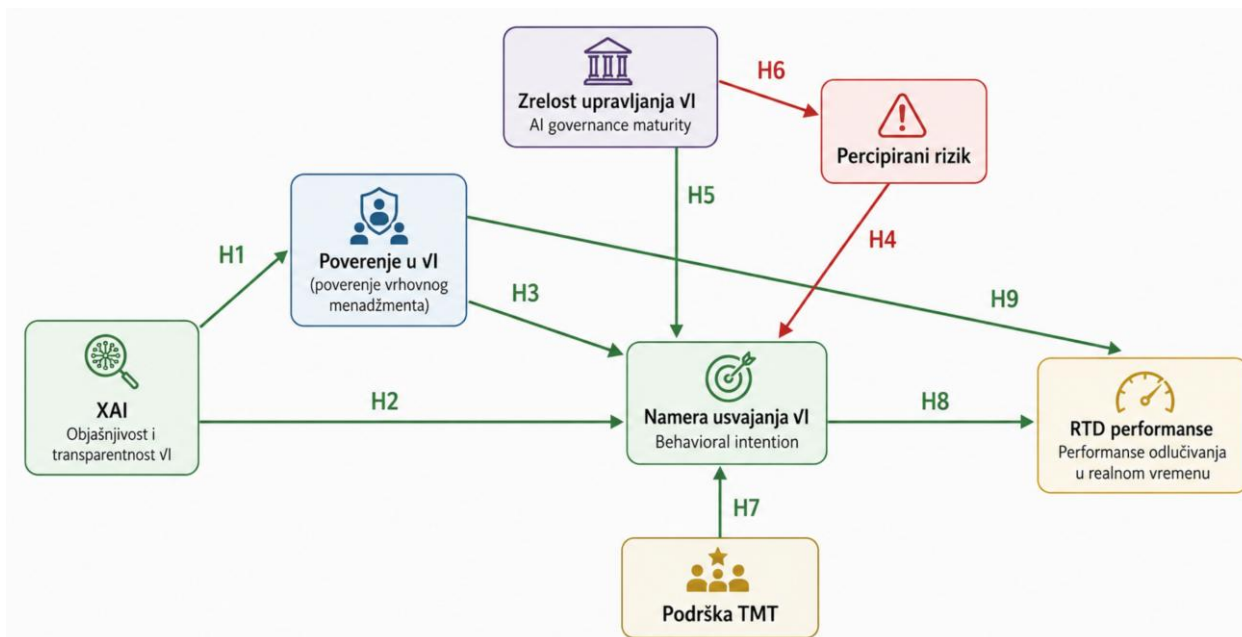 Zrelost upravljanja VI
AI governance maturity
H6
Percipirani rizik
H5
H4
Poverenje u VI
(poverenje vrhovnog
menadžmenta)
H1
H3
H9
XAI
Objašnjivost i
transparentnost VI
H2
Namera usvajanja VI
Behavioral intention
H8
RTD performanse
Performanse odlučivanja
u realnom vremenu
H7
Podrška TMT